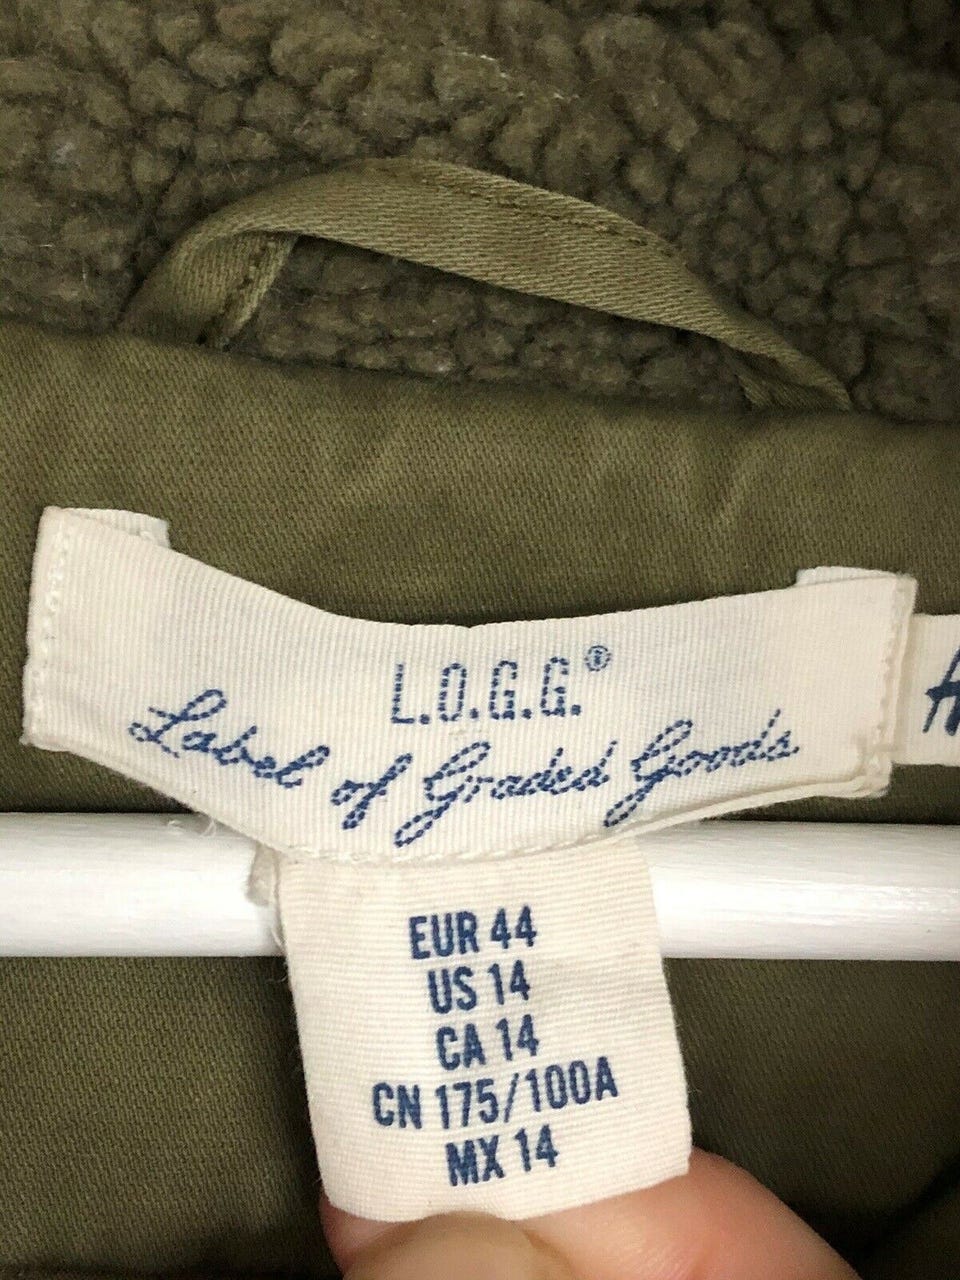 L.O.G.G.®
Label of Graded Goods
EUR 44
US 14
CA 14
CN 175/100A
MX 14